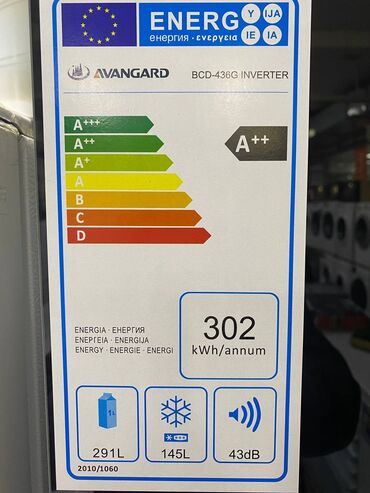 ENERG
енергия · ενεργεια
Y IJA
IE IA
AVANGARD
BCD-436G INVERTER
A+++
A++
A+
A
B
C
D
A++
ENERGIA · ЕНЕРГИЯ
ΕΝΕΡΓΕΙΑ · ENERGIJA
ENERGY · ENERGIE · ENERGI
302
kWh/annum
1L
291L
145L
43dB
2010/1060